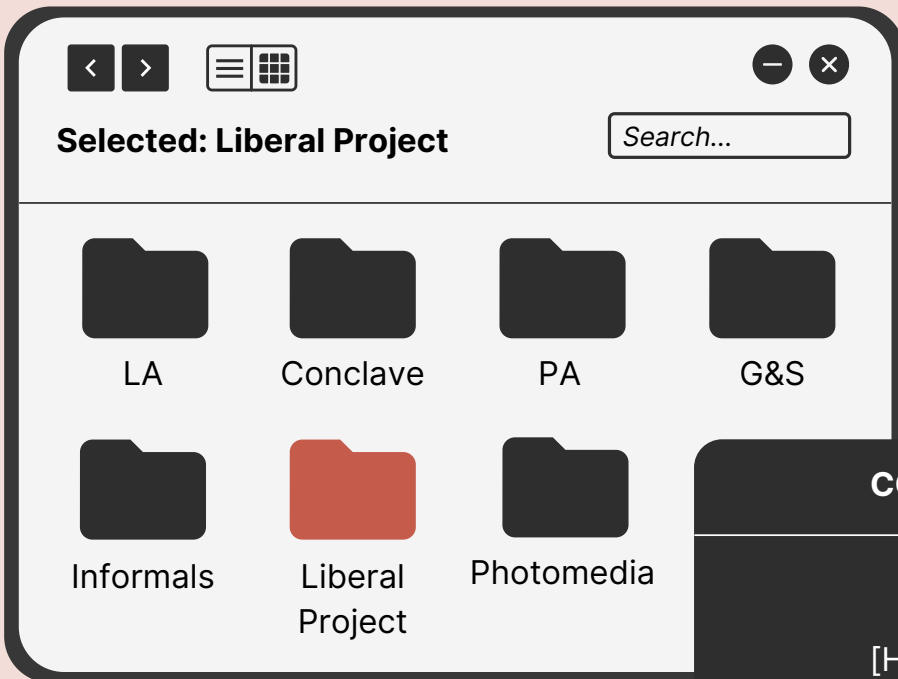 Selected: Liberal Project
Search...
LA
Conclave
PA
G&S
Informals
Liberal
Project
Photomedia